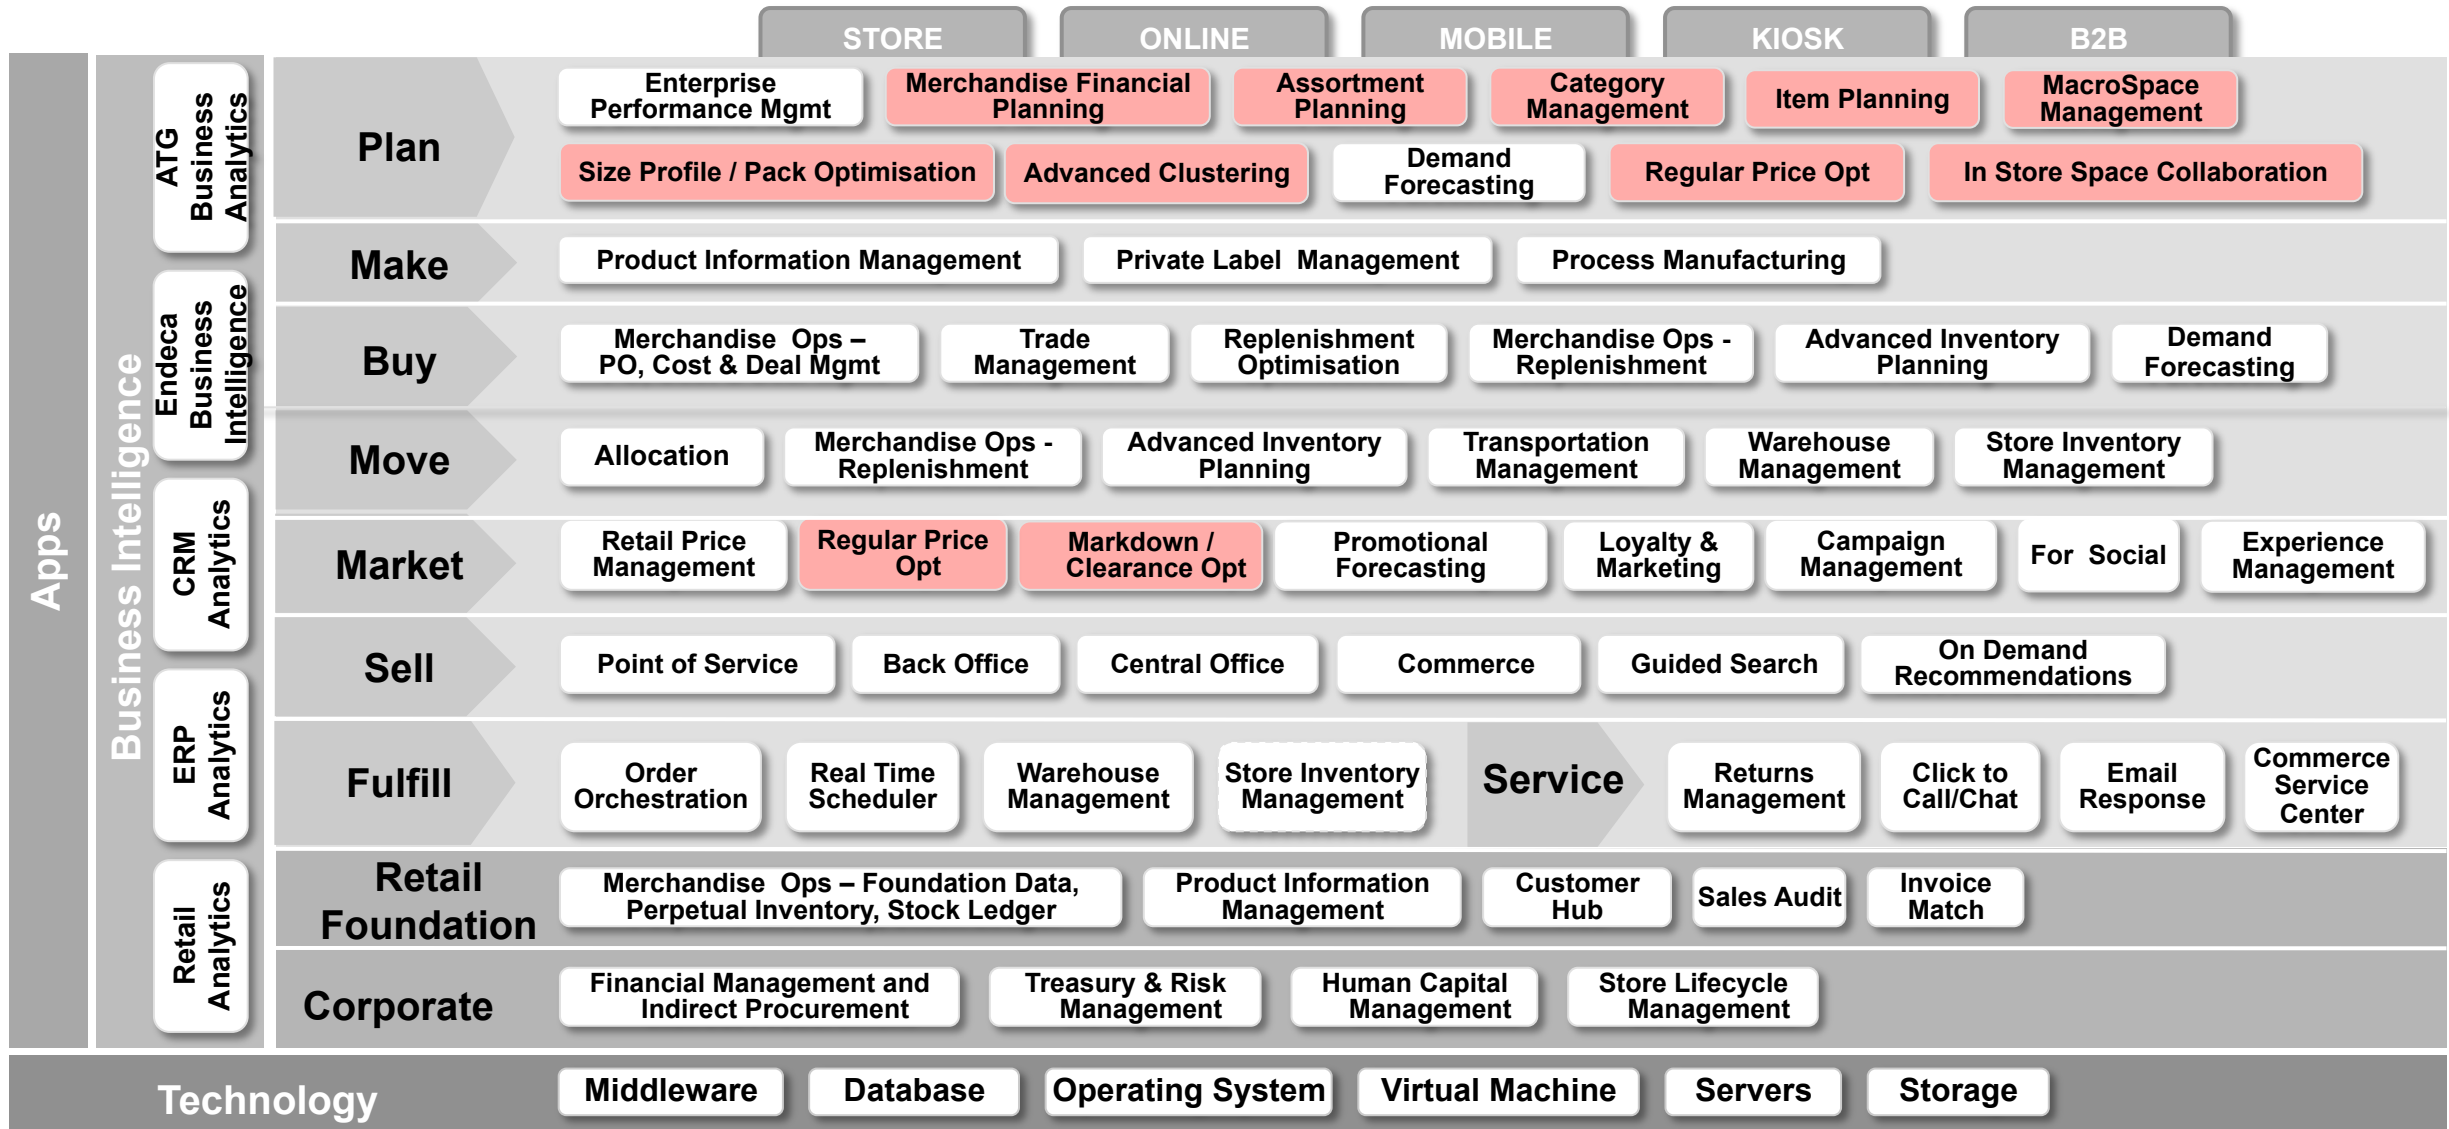 STORE
ONLINE
MOBILE
KIOSK
B2B
Apps
Business Intelligence
ATG
Business
Analytics
Endeca
Business
Intelligence
CRM
Analytics
ERP
Analytics
Retail
Analytics
Plan
Enterprise
Performance Mgmt
Merchandise Financial
Planning
Assortment
Planning
Category
Management
Item Planning
MacroSpace
Management
Size Profile / Pack Optimisation
Advanced Clustering
Demand
Forecasting
Regular Price Opt
In Store Space Collaboration
Make
Product Information Management
Private Label Management
Process Manufacturing
Buy
Merchandise Ops –
PO, Cost & Deal Mgmt
Trade
Management
Replenishment
Optimisation
Merchandise Ops -
Replenishment
Advanced Inventory
Planning
Demand
Forecasting
Move
Allocation
Merchandise Ops -
Replenishment
Advanced Inventory
Planning
Transportation
Management
Warehouse
Management
Store Inventory
Management
Market
Retail Price
Management
Regular Price
Opt
Markdown /
Clearance Opt
Promotional
Forecasting
Loyalty &
Marketing
Campaign
Management
For Social
Experience
Management
Sell
Point of Service
Back Office
Central Office
Commerce
Guided Search
On Demand
Recommendations
Fulfill
Order
Orchestration
Real Time
Scheduler
Warehouse
Management
Store Inventory
Management
Service
Returns
Management
Click to
Call/Chat
Email
Response
Commerce
Service
Center
Retail
Foundation
Merchandise Ops – Foundation Data,
Perpetual Inventory, Stock Ledger
Product Information
Management
Customer
Hub
Sales Audit
Invoice
Match
Corporate
Financial Management and
Indirect Procurement
Treasury & Risk
Management
Human Capital
Management
Store Lifecycle
Management
Technology
Middleware
Database
Operating System
Virtual Machine
Servers
Storage